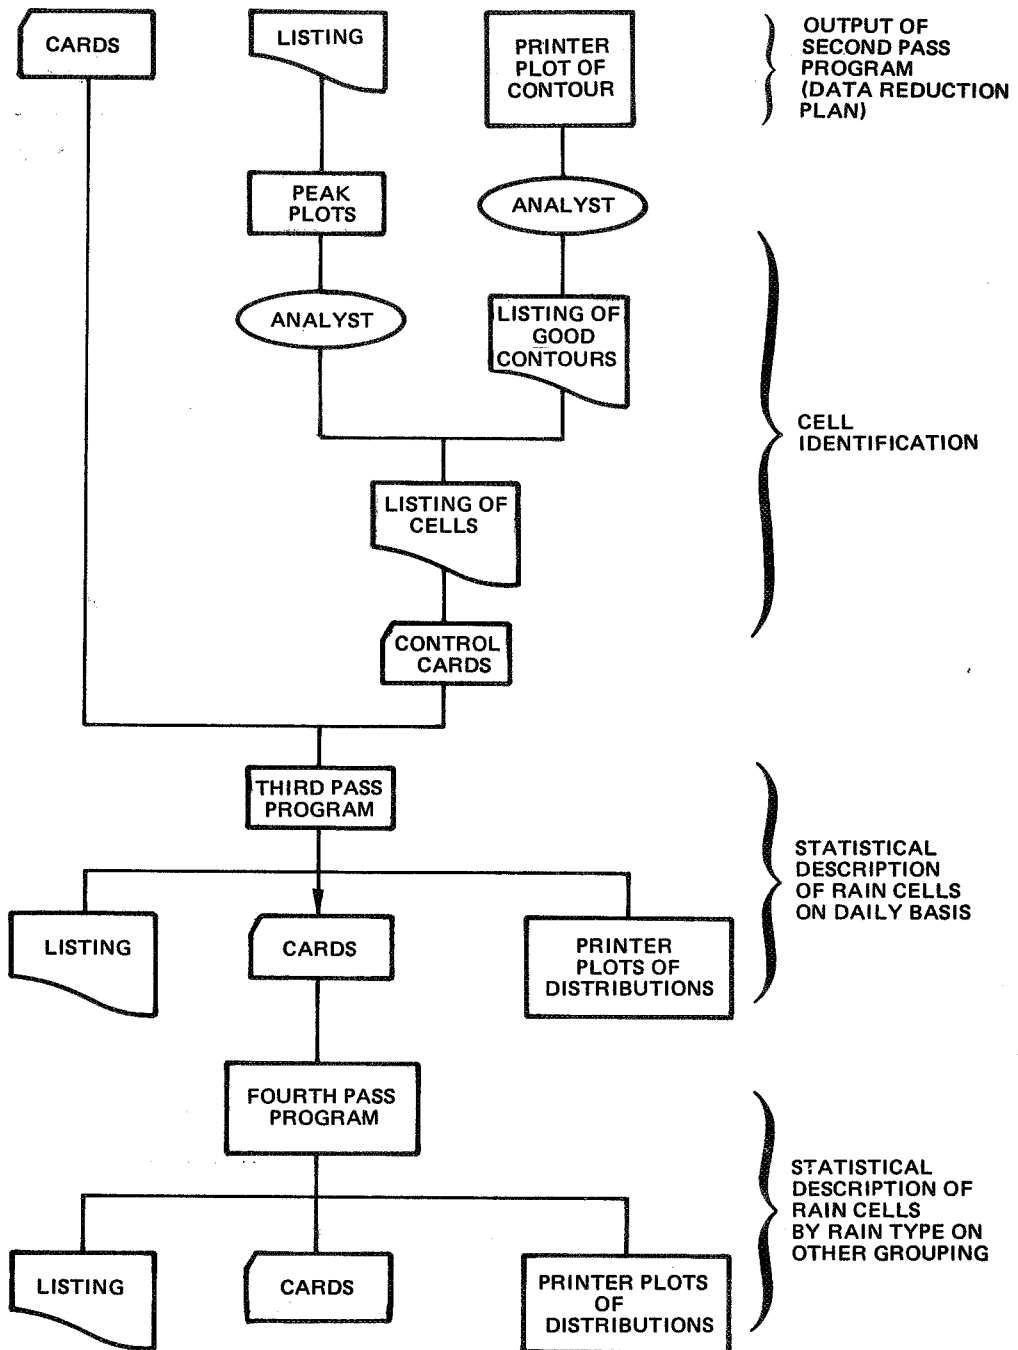 CARDS
LISTING
PRINTER
PLOT OF
CONTOUR
OUTPUT OF
SECOND PASS
PROGRAM
(DATA REDUCTION
PLAN)
PEAK
PLOTS
ANALYST
ANALYST
LISTING OF
GOOD
CONTOURS
CELL
IDENTIFICATION
LISTING OF
CELLS
CONTROL
CARDS
THIRD PASS
PROGRAM
STATISTICAL
DESCRIPTION
OF RAIN CELLS
ON DAILY BASIS
LISTING
CARDS
PRINTER
PLOTS OF
DISTRIBUTIONS
FOURTH PASS
PROGRAM
STATISTICAL
DESCRIPTION OF
RAIN CELLS
BY RAIN TYPE ON
OTHER GROUPING
LISTING
CARDS
PRINTER PLOTS
OF
DISTRIBUTIONS